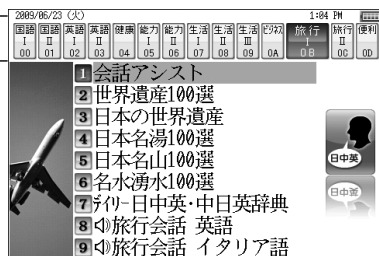 2009/06/23 (火) 1:04 PM
国語 国語 英語 英語 健康 能力 能力 生活 生活 生活 ビジネス 旅行 旅行 便利
I II I II I II I II III I II
00 01 02 03 04 05 06 07 08 09 0A 0B 0C 0D
1 会話アシスト
2 世界遺産100選
3 日本の世界遺産
4 日本名湯100選
5 日本名山100選
6 名水湧水100選
7 デイリー日中英・中日英辞典
8 旅行会話 英語
9 旅行会話 イタリア語
日中英
日中英